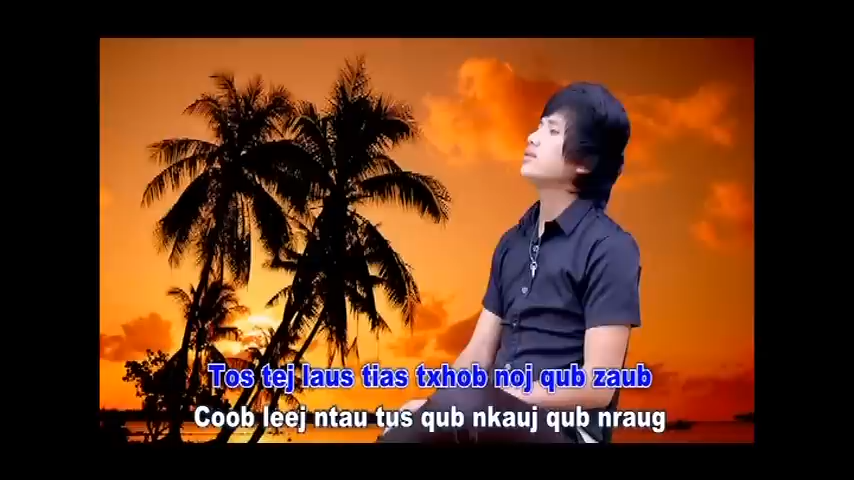 Tos tej laus tias txhob noj qub zaub
Coob leej ntau tus qub nkauj qub nraug